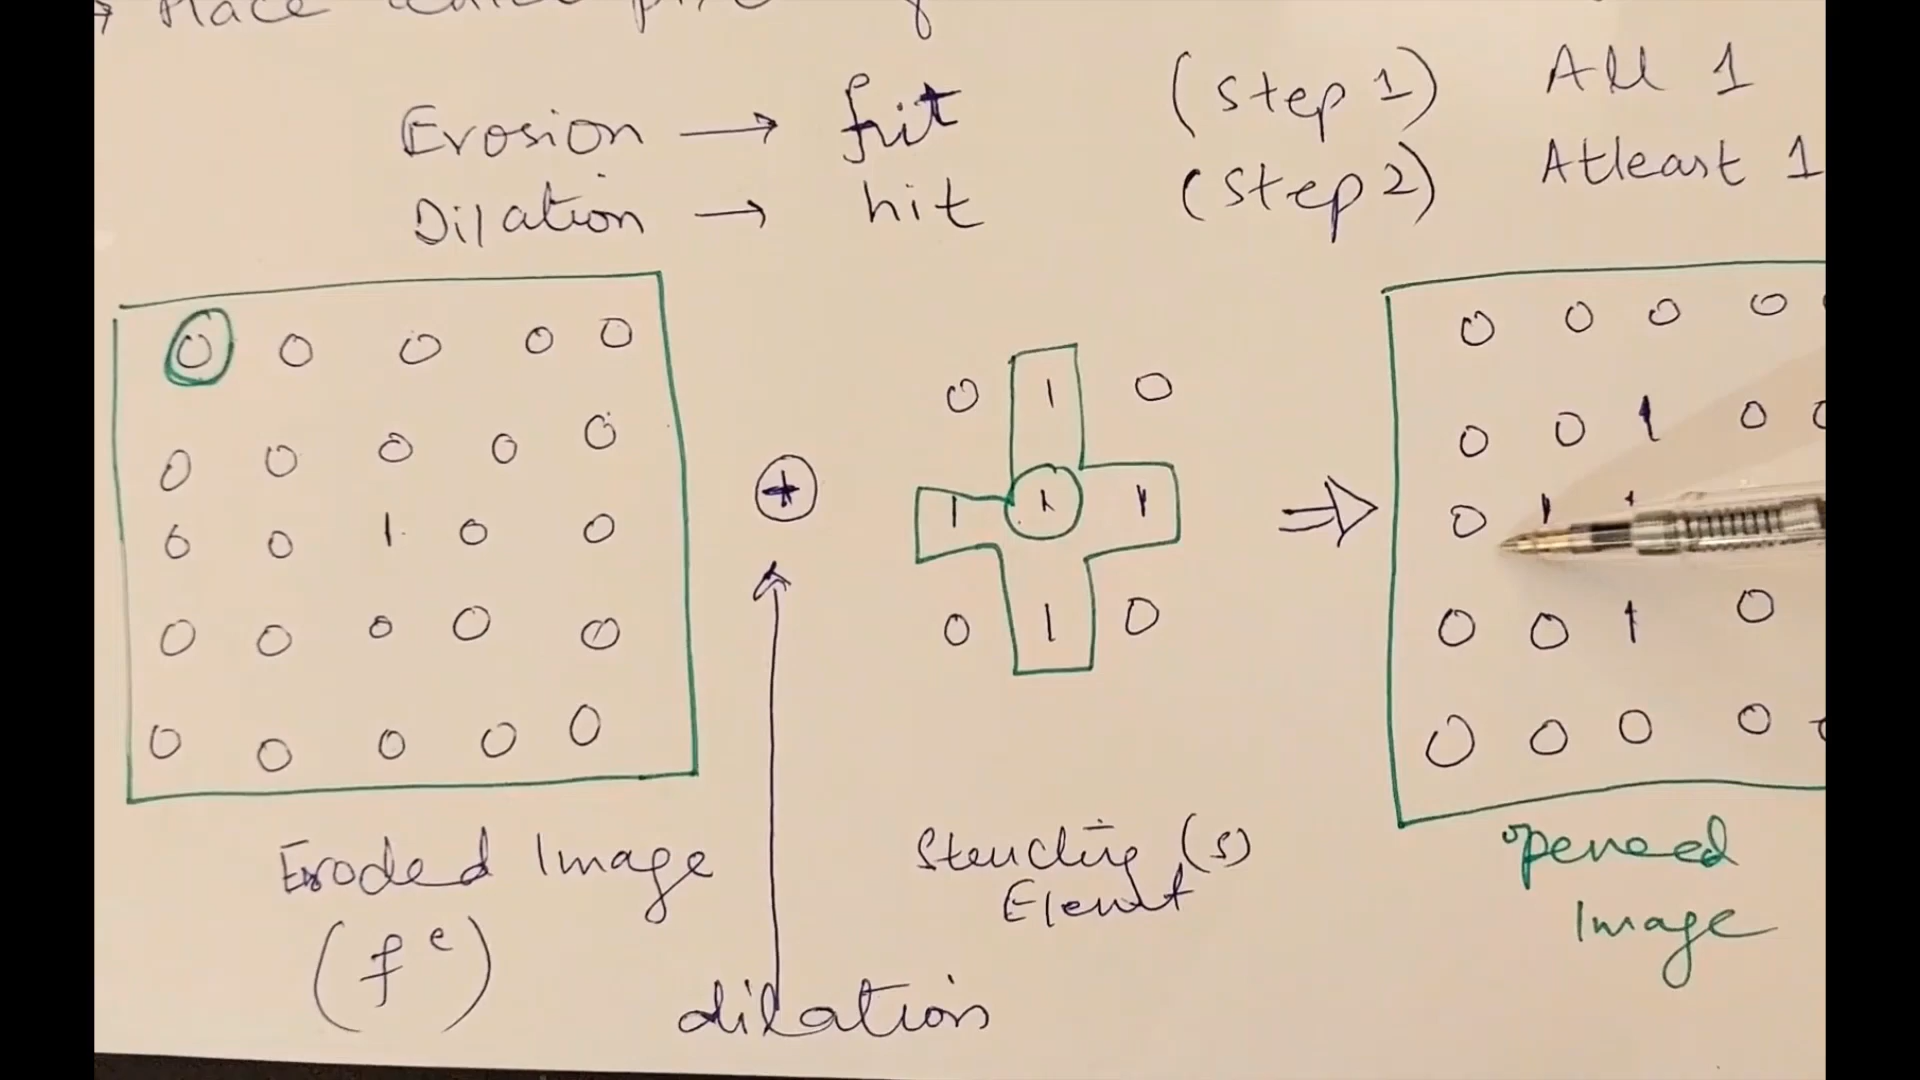 → Place
Erosion → fit (Step 1) All 1
Dilation → hit (Step 2) Atleast 1
0 0 0 0 0
0 0 0 0 0
0 0 1 0 0
0 0 0 0 0
0 0 0 0 0
+
0 1 0
1 1 1
0 1 0
⇒
0 0 0 0
0 0 1 0 0
0 1
0 0 1 0
0 0 0 0
Eroded Image
(f e)
dilation
(s)
Image